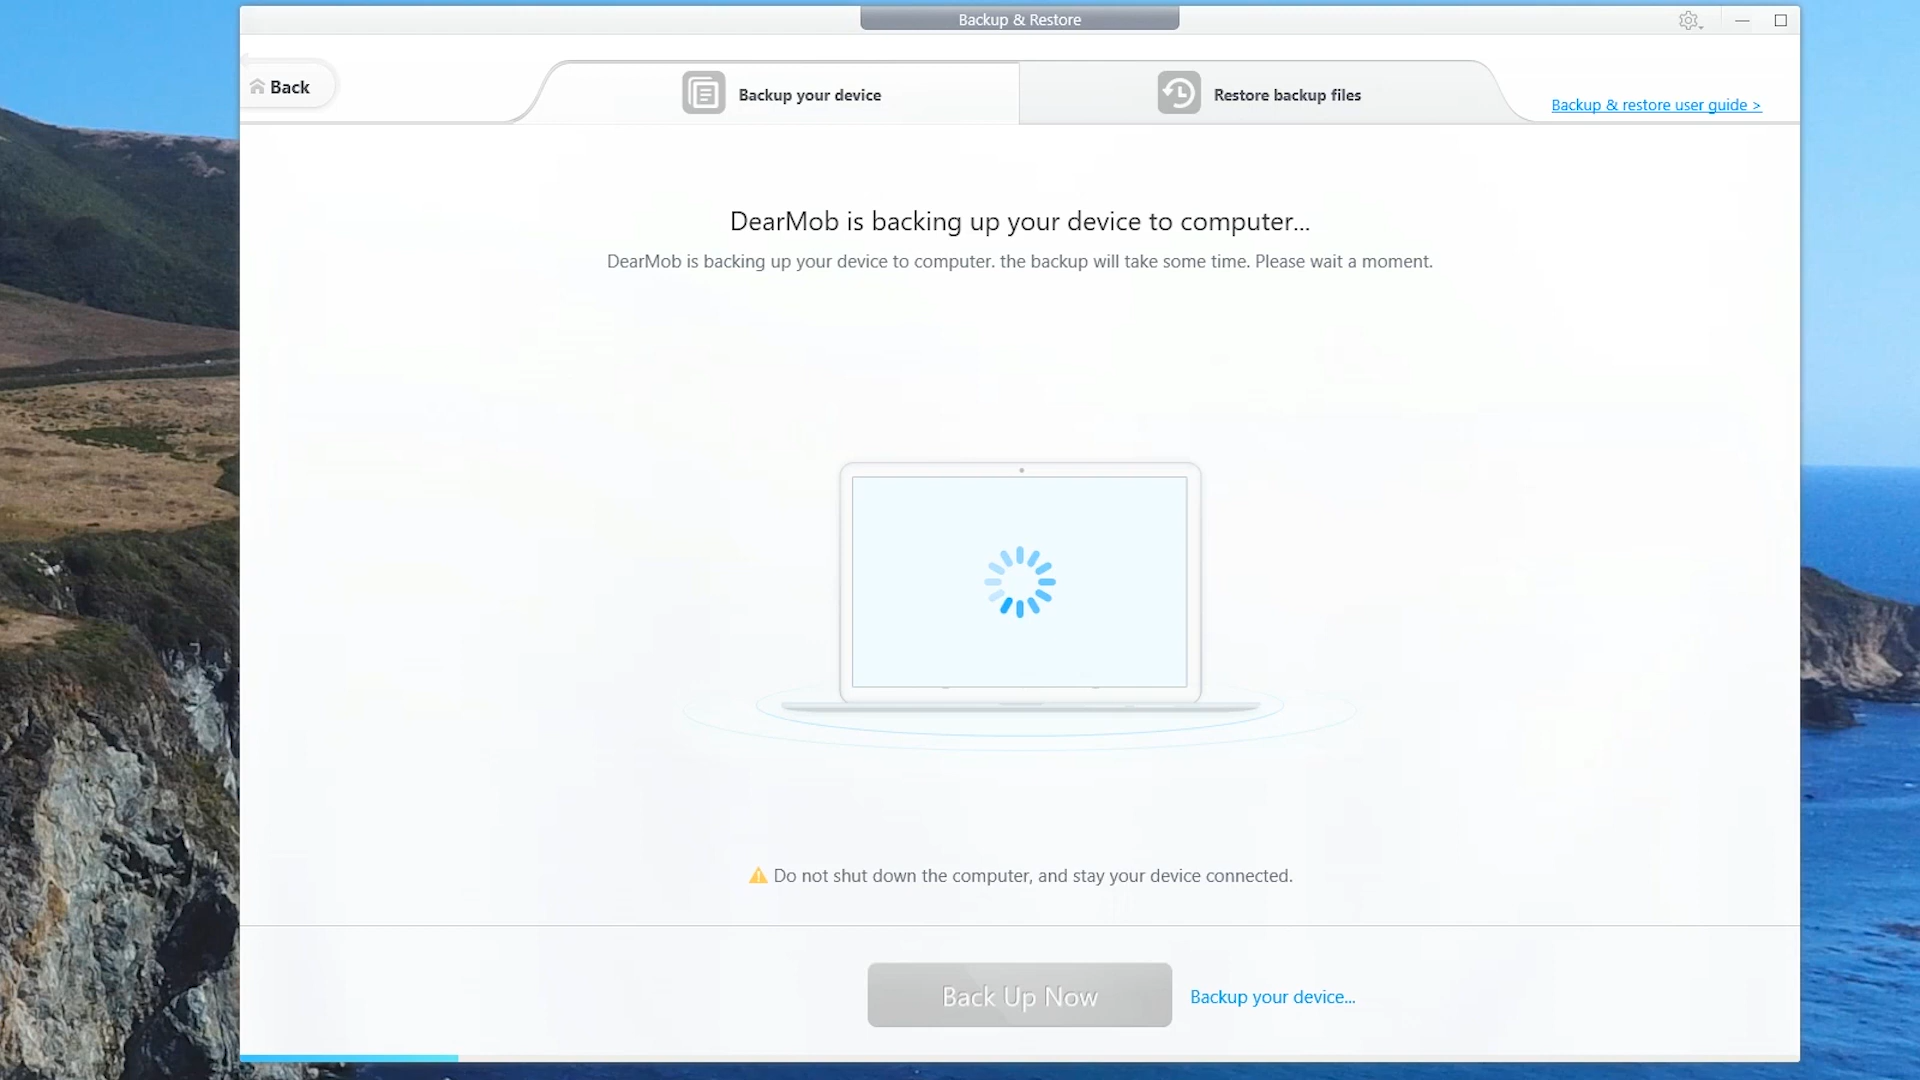 Backup & Restore
Back
Backup your device
Restore backup files
Backup & restore user guide >
DearMob is backing up your device to computer...
DearMob is backing up your device to computer. the backup will take some time. Please wait a moment.
Do not shut down the computer, and stay your device connected.
Back Up Now
Backup your device...